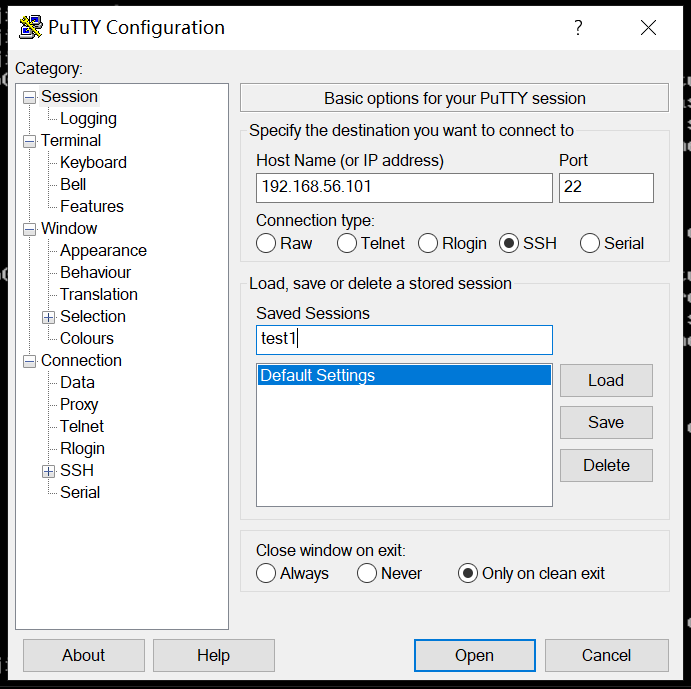 PuTTY Configuration
?
Category:
Session
Logging
Terminal
Keyboard
Bell
Features
Window
Appearance
Behaviour
Translation
Selection
Colours
Connection
Data
Proxy
Telnet
Rlogin
SSH
Serial
Basic options for your PuTTY session
Specify the destination you want to connect to
Host Name (or IP address) Port
192.168.56.101 22
Connection type:
Raw Telnet Rlogin SSH Serial
Load, save or delete a stored session
Saved Sessions
test1
Default Settings
Load
Save
Delete
Close window on exit:
Always Never Only on clean exit
About Help Open Cancel